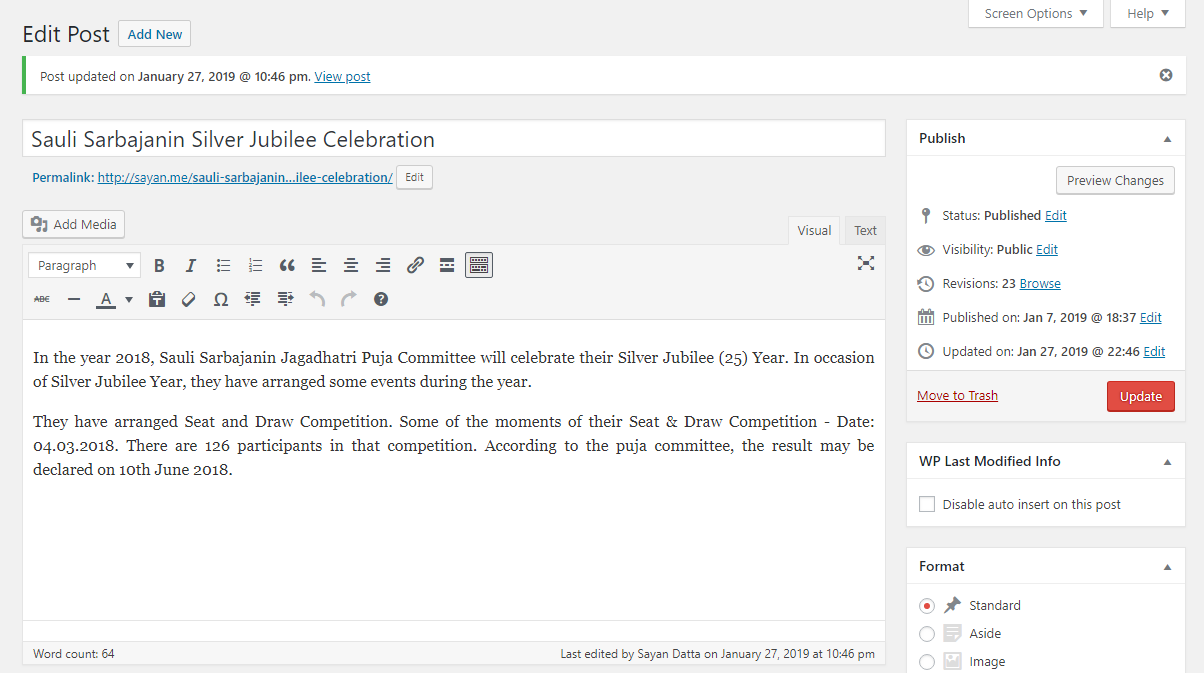 Screen Options
Help
Edit Post
Add New
Post updated on January 27, 2019 @ 10:46 pm. View post
Sauli Sarbajanin Silver Jubilee Celebration
Permalink: http://sayan.me/sauli-sarbajanin...ilee-celebration/ Edit
Add Media
Visual
Text
Paragraph
B
I
ABC
A
Ω
In the year 2018, Sauli Sarbajanin Jagadhatri Puja Committee will celebrate their Silver Jubilee (25) Year. In occasion
of Silver Jubilee Year, they have arranged some events during the year.
They have arranged Seat and Draw Competition. Some of the moments of their Seat & Draw Competition - Date:
04.03.2018. There are 126 participants in that competition. According to the puja committee, the result may be
declared on 10th June 2018.
Word count: 64
Last edited by Sayan Datta on January 27, 2019 at 10:46 pm
Publish
Preview Changes
Status: Published Edit
Visibility: Public Edit
Revisions: 23 Browse
Published on: Jan 7, 2019 @ 18:37 Edit
Updated on: Jan 27, 2019 @ 22:46 Edit
Move to Trash
Update
WP Last Modified Info
Disable auto insert on this post
Format
Standard
Aside
Image